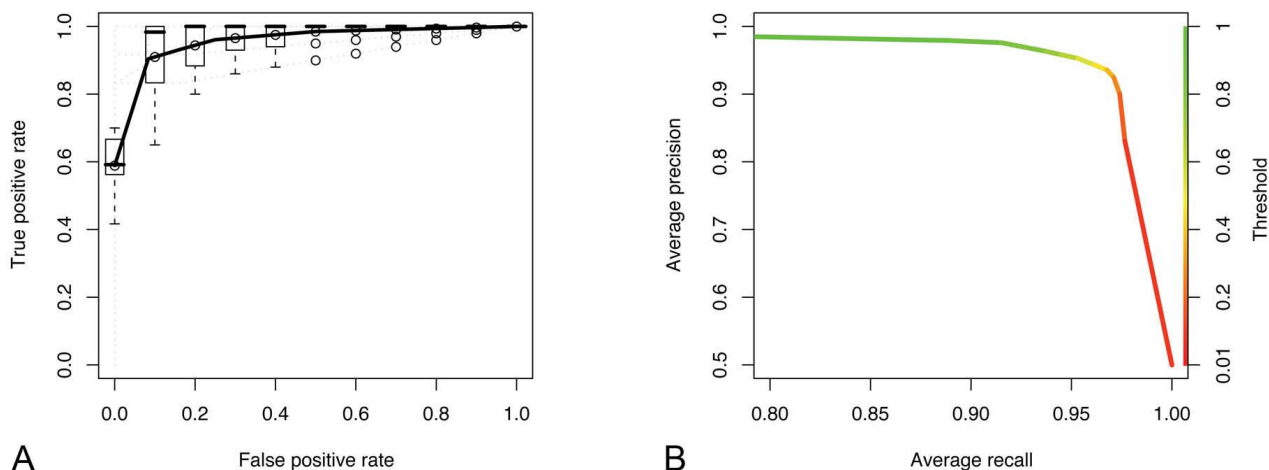 True positive rate
1.0
0.8
0.6
0.4
0.2
0.0
0.0 0.2 0.4 0.6 0.8 1.0
False positive rate
A
Average precision
1.0
0.9
0.8
0.7
0.6
0.5
0.80 0.85 0.90 0.95 1.00
Average recall
1
0.8
0.6
0.4
0.2
0.01
Threshold
B